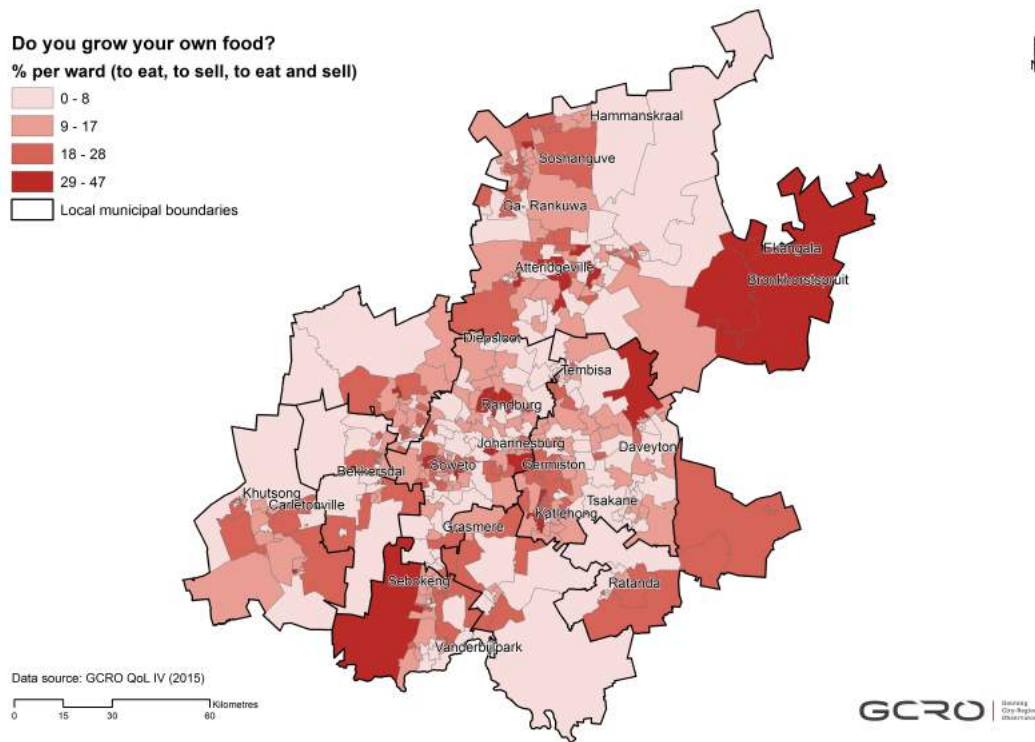 Do you grow your own food?
% per ward (to eat, to sell, to eat and sell)
0 - 8
9 - 17
18 - 28
29 - 47
Local municipal boundaries
Hammanskraal
Soshanguve
Ga- Rankuwa
Ekangala
Atteridgeville
Bronkhorstspruit
Diepsloot
Tembisa
Randburg
Johannesburg
Daveyton
Bekkersdal
Soweto
Germiston
Khutsong
Carletonville
Tsakane
Katlehong
Grasmere
Sebokeng
Ratanda
Vanderbijlpark
Data source: GCRO QoL IV (2015)
Kilometres
0 15 30 60
GCRO